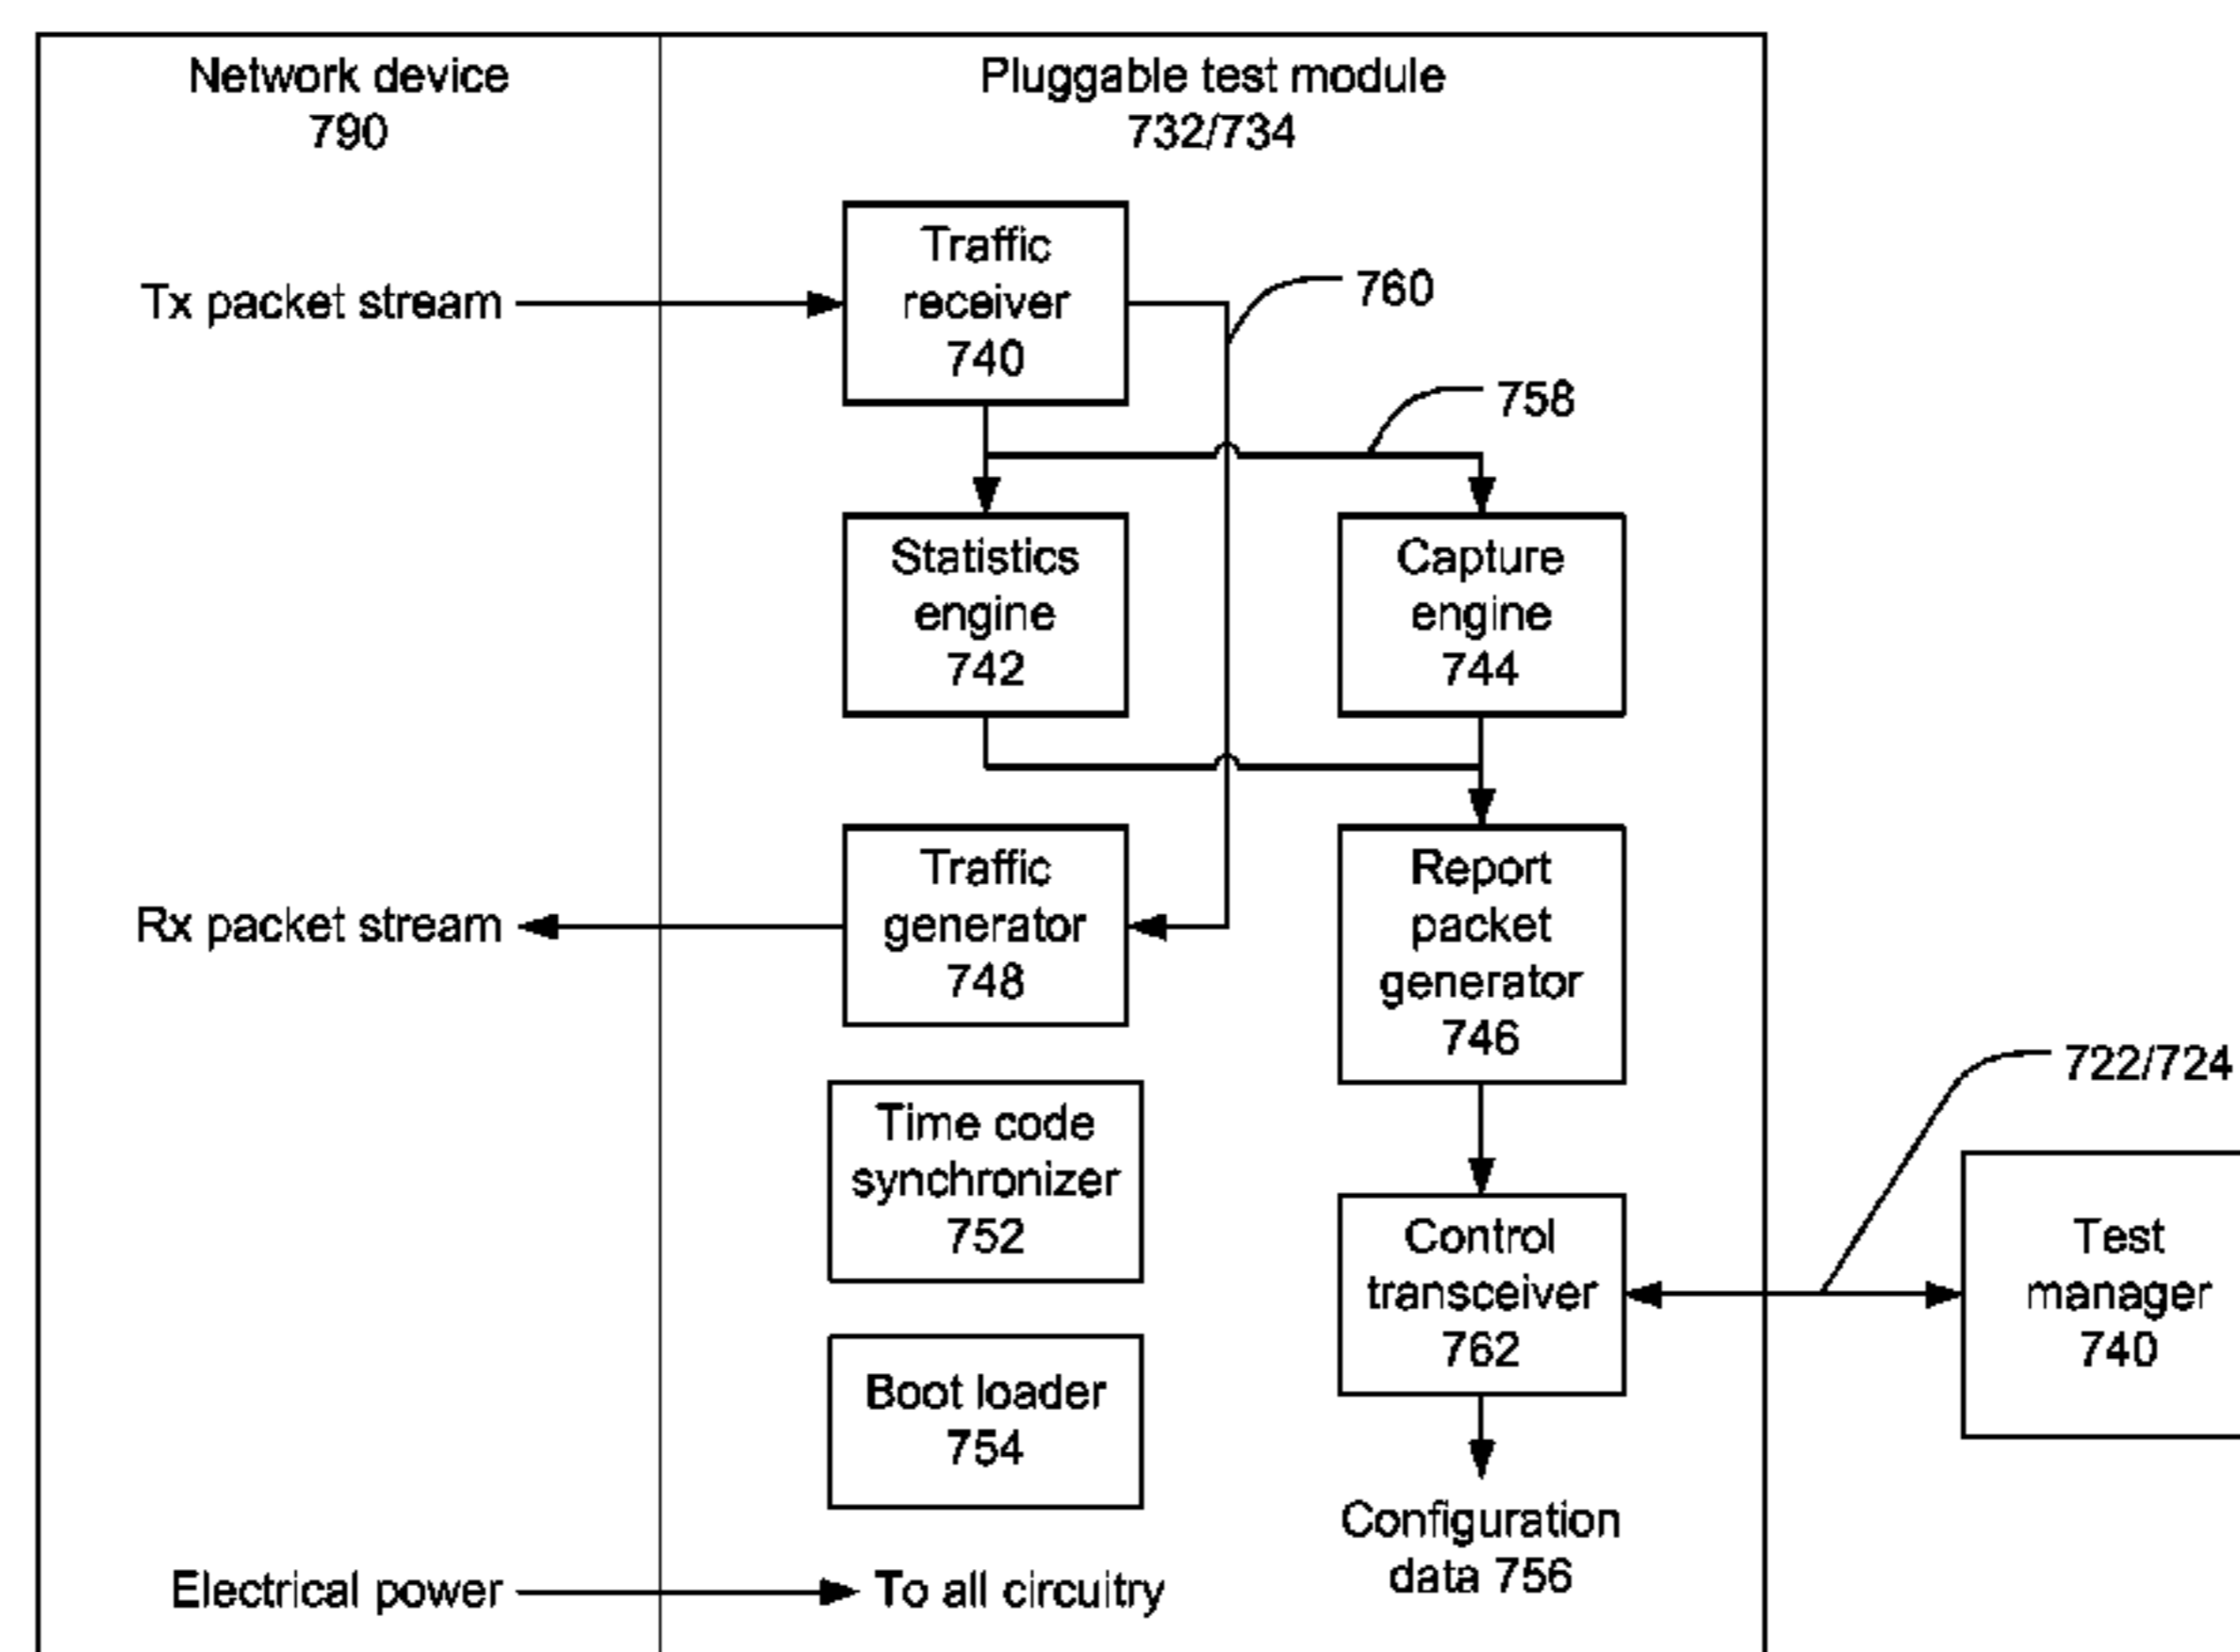 Network device
790
Pluggable test module
732/734
Traffic
receiver
740
Tx packet stream
760
758
Statistics
engine
742
Capture
engine
744
Traffic
generator
748
Rx packet stream
Report
packet
generator
746
722/724
Time code
synchronizer
752
Control
transceiver
762
Test
manager
740
Boot loader
754
Configuration
data 756
Electrical power
To all circuitry